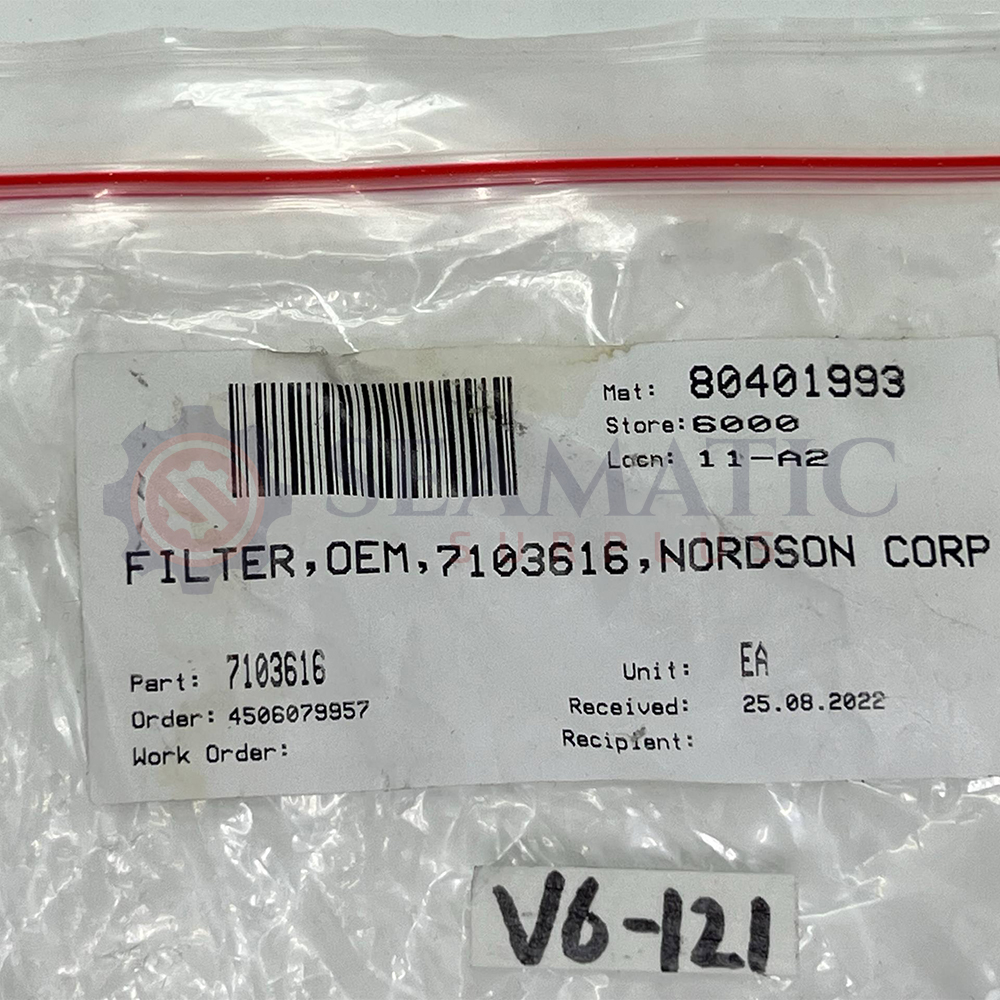 Mat: 80401993
Store: 6000
Locn: 11-A2
SEAMATIC
SUPPLIES
FILTER,OEM,7103616,NORDSON CORP
Part: 7103616
Unit: EA
Order: 4506079957
Received: 25.08.2022
Work Order:
Recipient:
V6-121